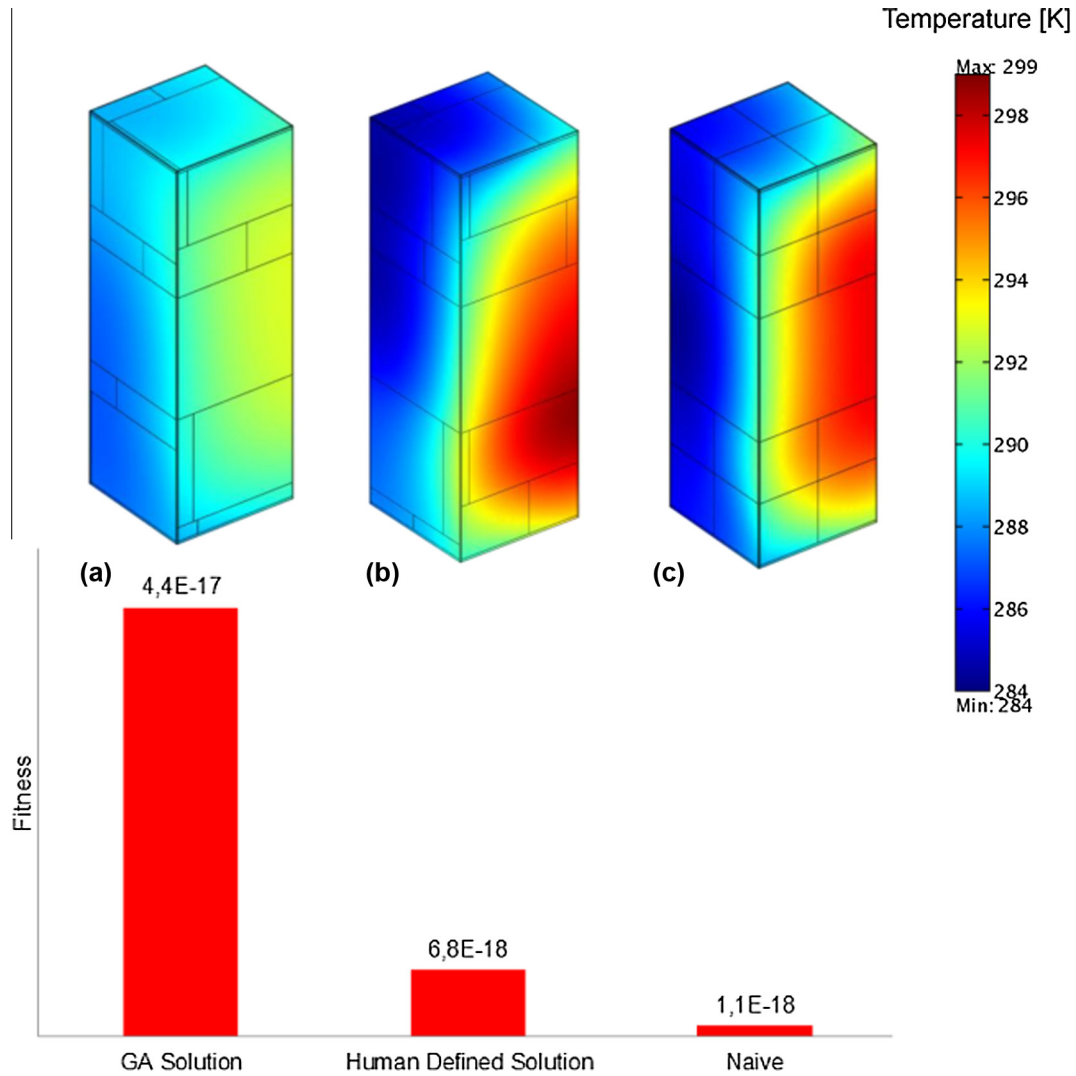 Temperature [K]
Max: 299
298
296
294
292
290
288
286
284
Min: 284
(a)
(b)
(c)
4,4E-17
6,8E-18
1,1E-18
Fitness
GA Solution
Human Defined Solution
Naive